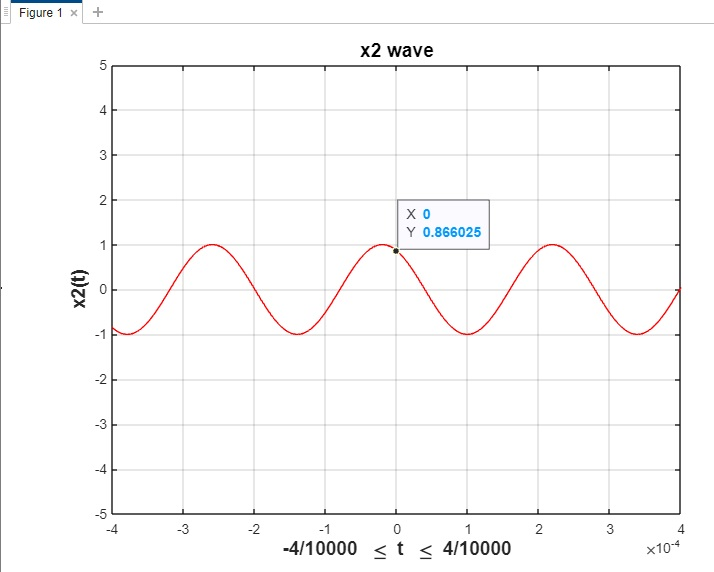 Figure 1 × +
x2 wave
5
4
3
2
1
0
-1
-2
-3
-4
-5
x2(t)
X 0
Y 0.866025
-4 -3 -2 -1 0 1 2 3 4
-4/10000 ≤ t ≤ 4/10000
×10⁻⁴